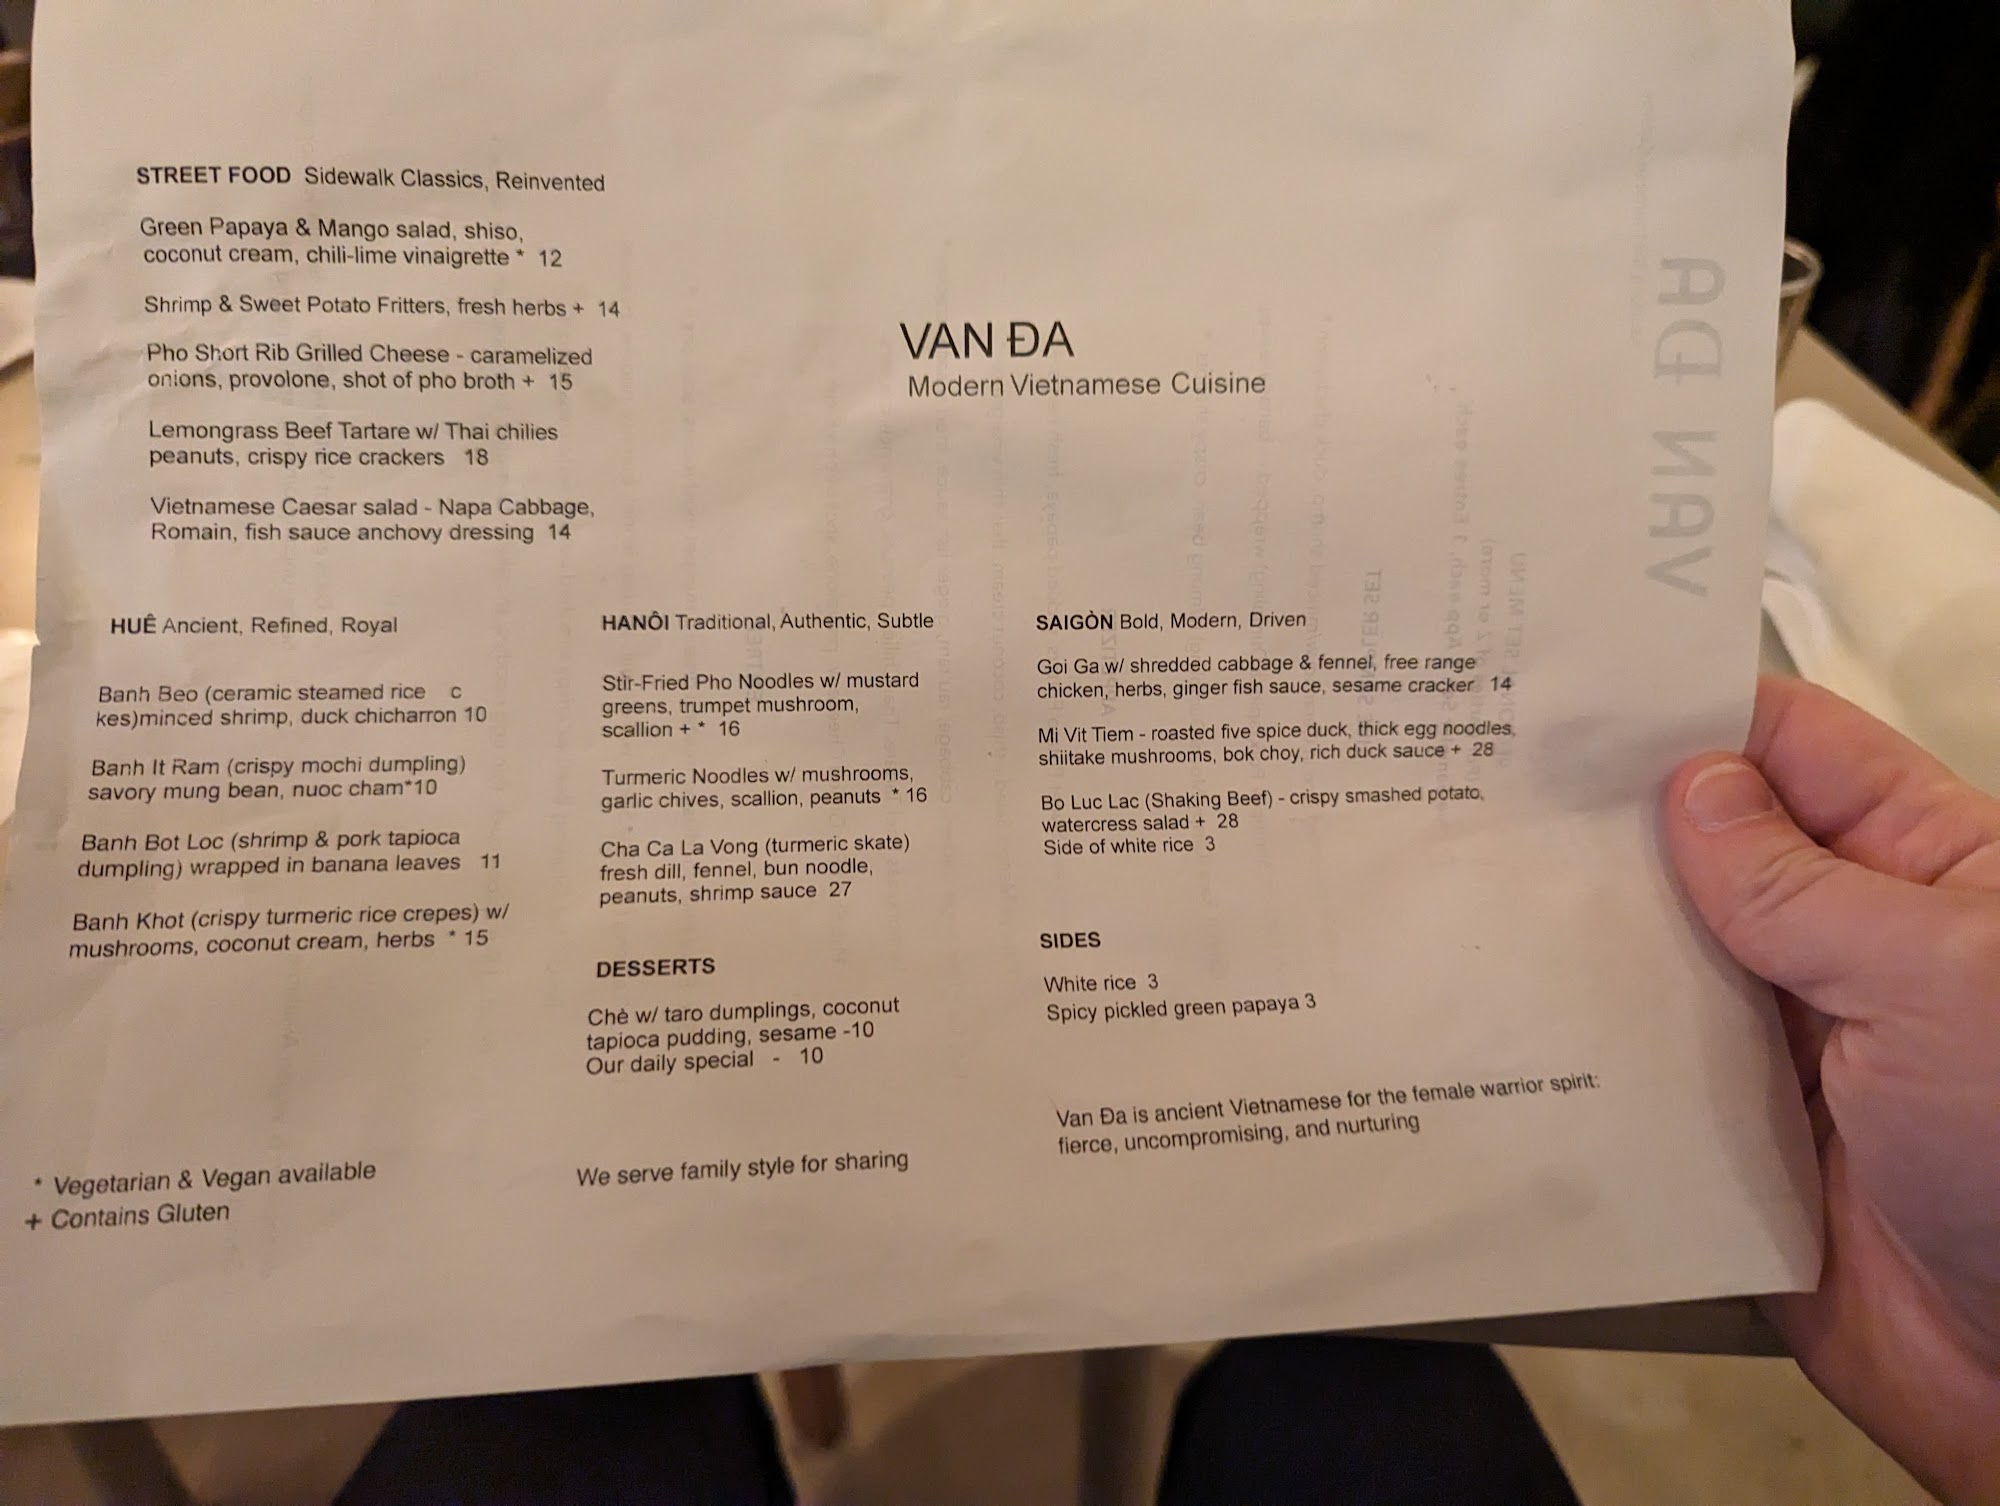 STREET FOOD Sidewalk Classics, Reinvented
Green Papaya & Mango salad, shiso,
coconut cream, chili-lime vinaigrette * 12
Shrimp & Sweet Potato Fritters, fresh herbs + 14
Pho Short Rib Grilled Cheese - caramelized
onions, provolone, shot of pho broth + 15
Lemongrass Beef Tartare w/ Thai chilies
peanuts, crispy rice crackers 18
Vietnamese Caesar salad - Napa Cabbage,
Romain, fish sauce anchovy dressing 14
VAN ĐA
Modern Vietnamese Cuisine
HUÊ Ancient, Refined, Royal
Banh Beo (ceramic steamed rice c
kes)minced shrimp, duck chicharron 10
Banh It Ram (crispy mochi dumpling)
savory mung bean, nuoc cham*10
Banh Bot Loc (shrimp & pork tapioca
dumpling) wrapped in banana leaves 11
Banh Khot (crispy turmeric rice crepes) w/
mushrooms, coconut cream, herbs * 15
HANÔI Traditional, Authentic, Subtle
Stir-Fried Pho Noodles w/ mustard
greens, trumpet mushroom,
scallion + * 16
Turmeric Noodles w/ mushrooms,
garlic chives, scallion, peanuts * 16
Cha Ca La Vong (turmeric skate)
fresh dill, fennel, bun noodle,
peanuts, shrimp sauce 27
DESSERTS
Chè w/ taro dumplings, coconut
tapioca pudding, sesame -10
Our daily special - 10
SAIGÒN Bold, Modern, Driven
Goi Ga w/ shredded cabbage & fennel, free range
chicken, herbs, ginger fish sauce, sesame cracker 14
Mi Vit Tiem - roasted five spice duck, thick egg noodles,
shiitake mushrooms, bok choy, rich duck sauce + 28
Bo Luc Lac (Shaking Beef) - crispy smashed potato,
watercress salad + 28
Side of white rice 3
SIDES
White rice 3
Spicy pickled green papaya 3
Van Đa is ancient Vietnamese for the female warrior spirit:
fierce, uncompromising, and nurturing
We serve family style for sharing
* Vegetarian & Vegan available
+ Contains Gluten
VAN ĐA